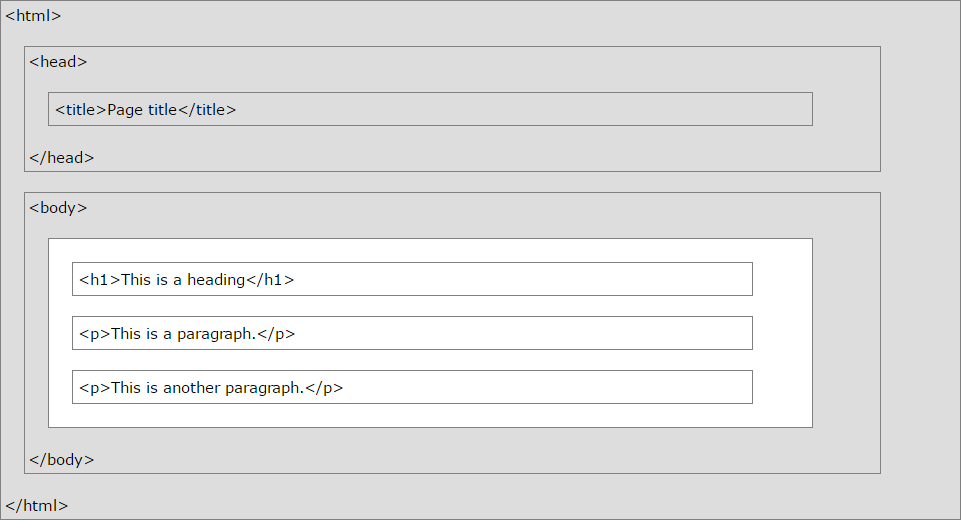 <html>
<head>
<title>Page title</title>
</head>
<body>
<h1>This is a heading</h1>
<p>This is a paragraph.</p>
<p>This is another paragraph.</p>
</body>
</html>